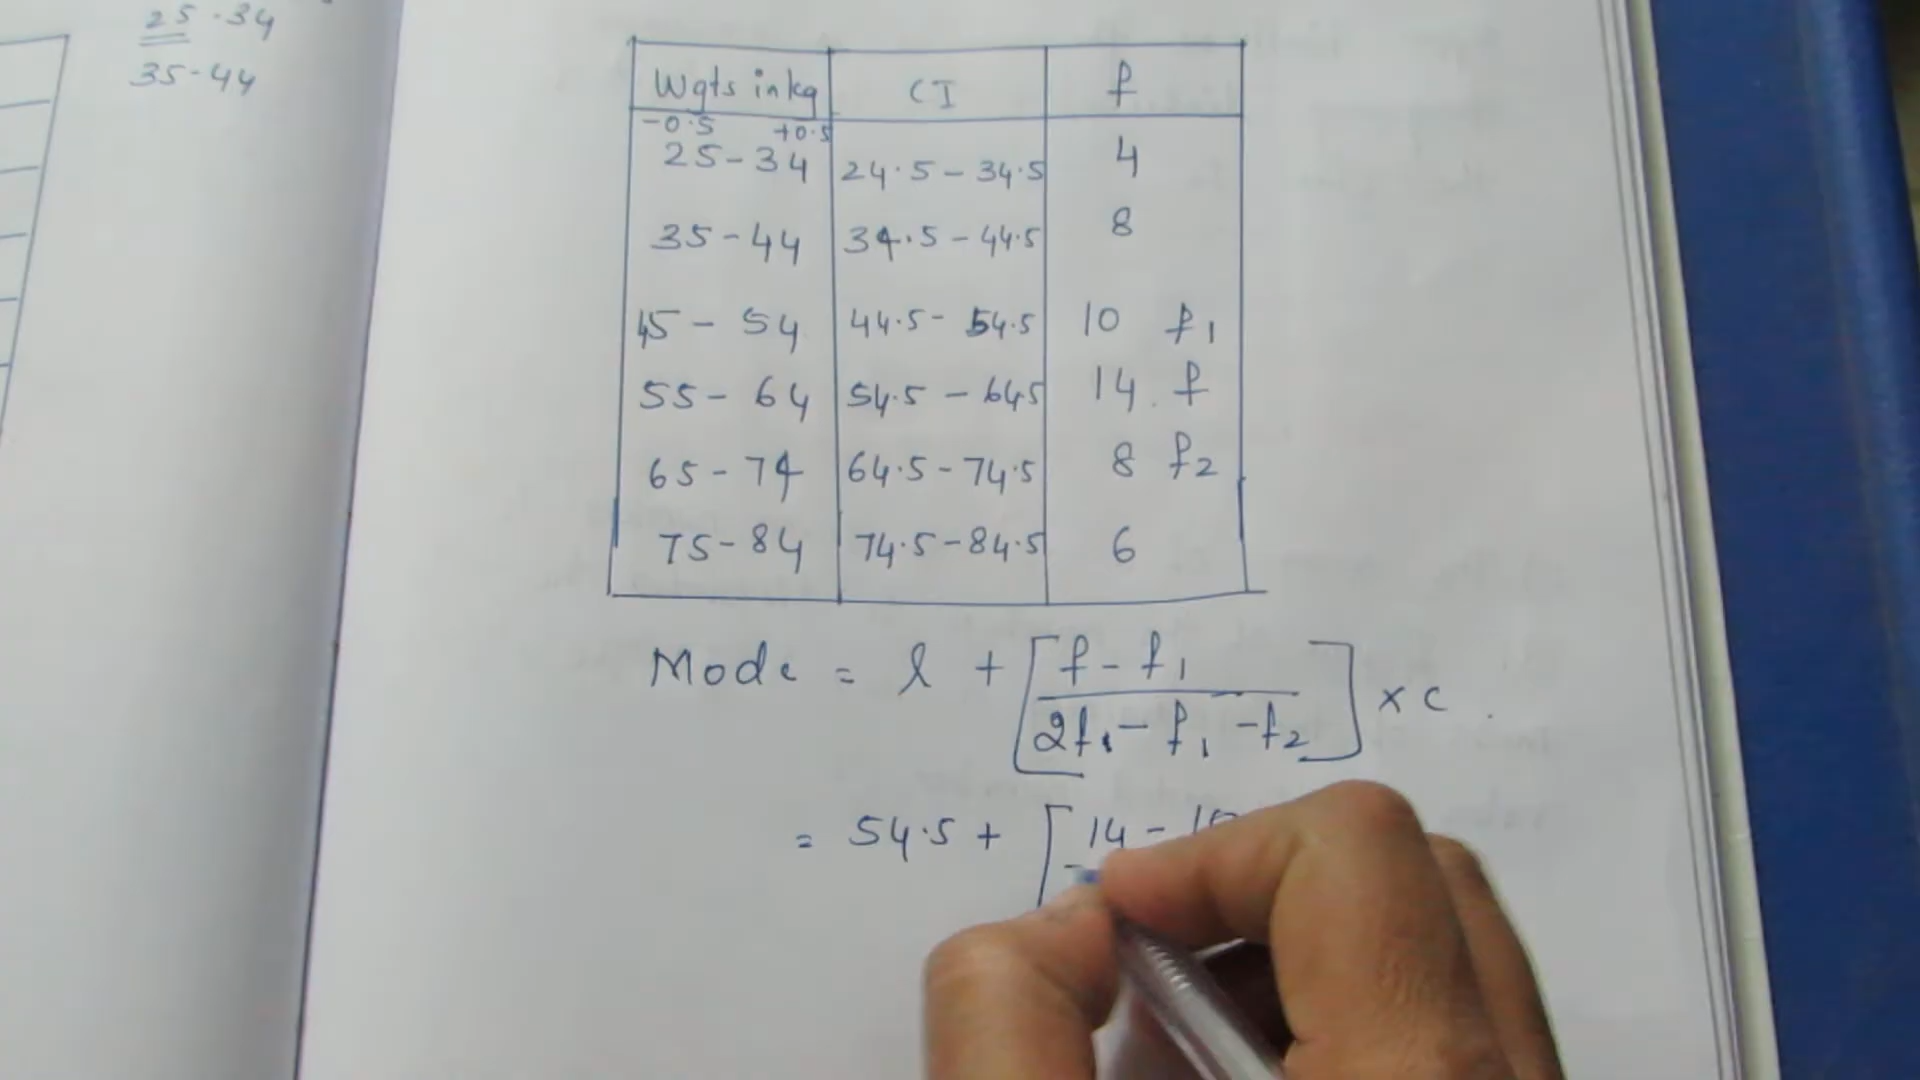 25-34
35-44
Wgts in kg CI f
-0.5 +0.5
25-34 24.5-34.5 4
35-44 34.5-44.5 8
45-54 44.5-54.5 10 f1
55-64 54.5-64.5 14. f
65-74 64.5-74.5 8 f2
75-84 74.5-84.5 6
Mode = l + [f-f1 / 2f1-f1-f2] × c.
= 54.5 + [14-10